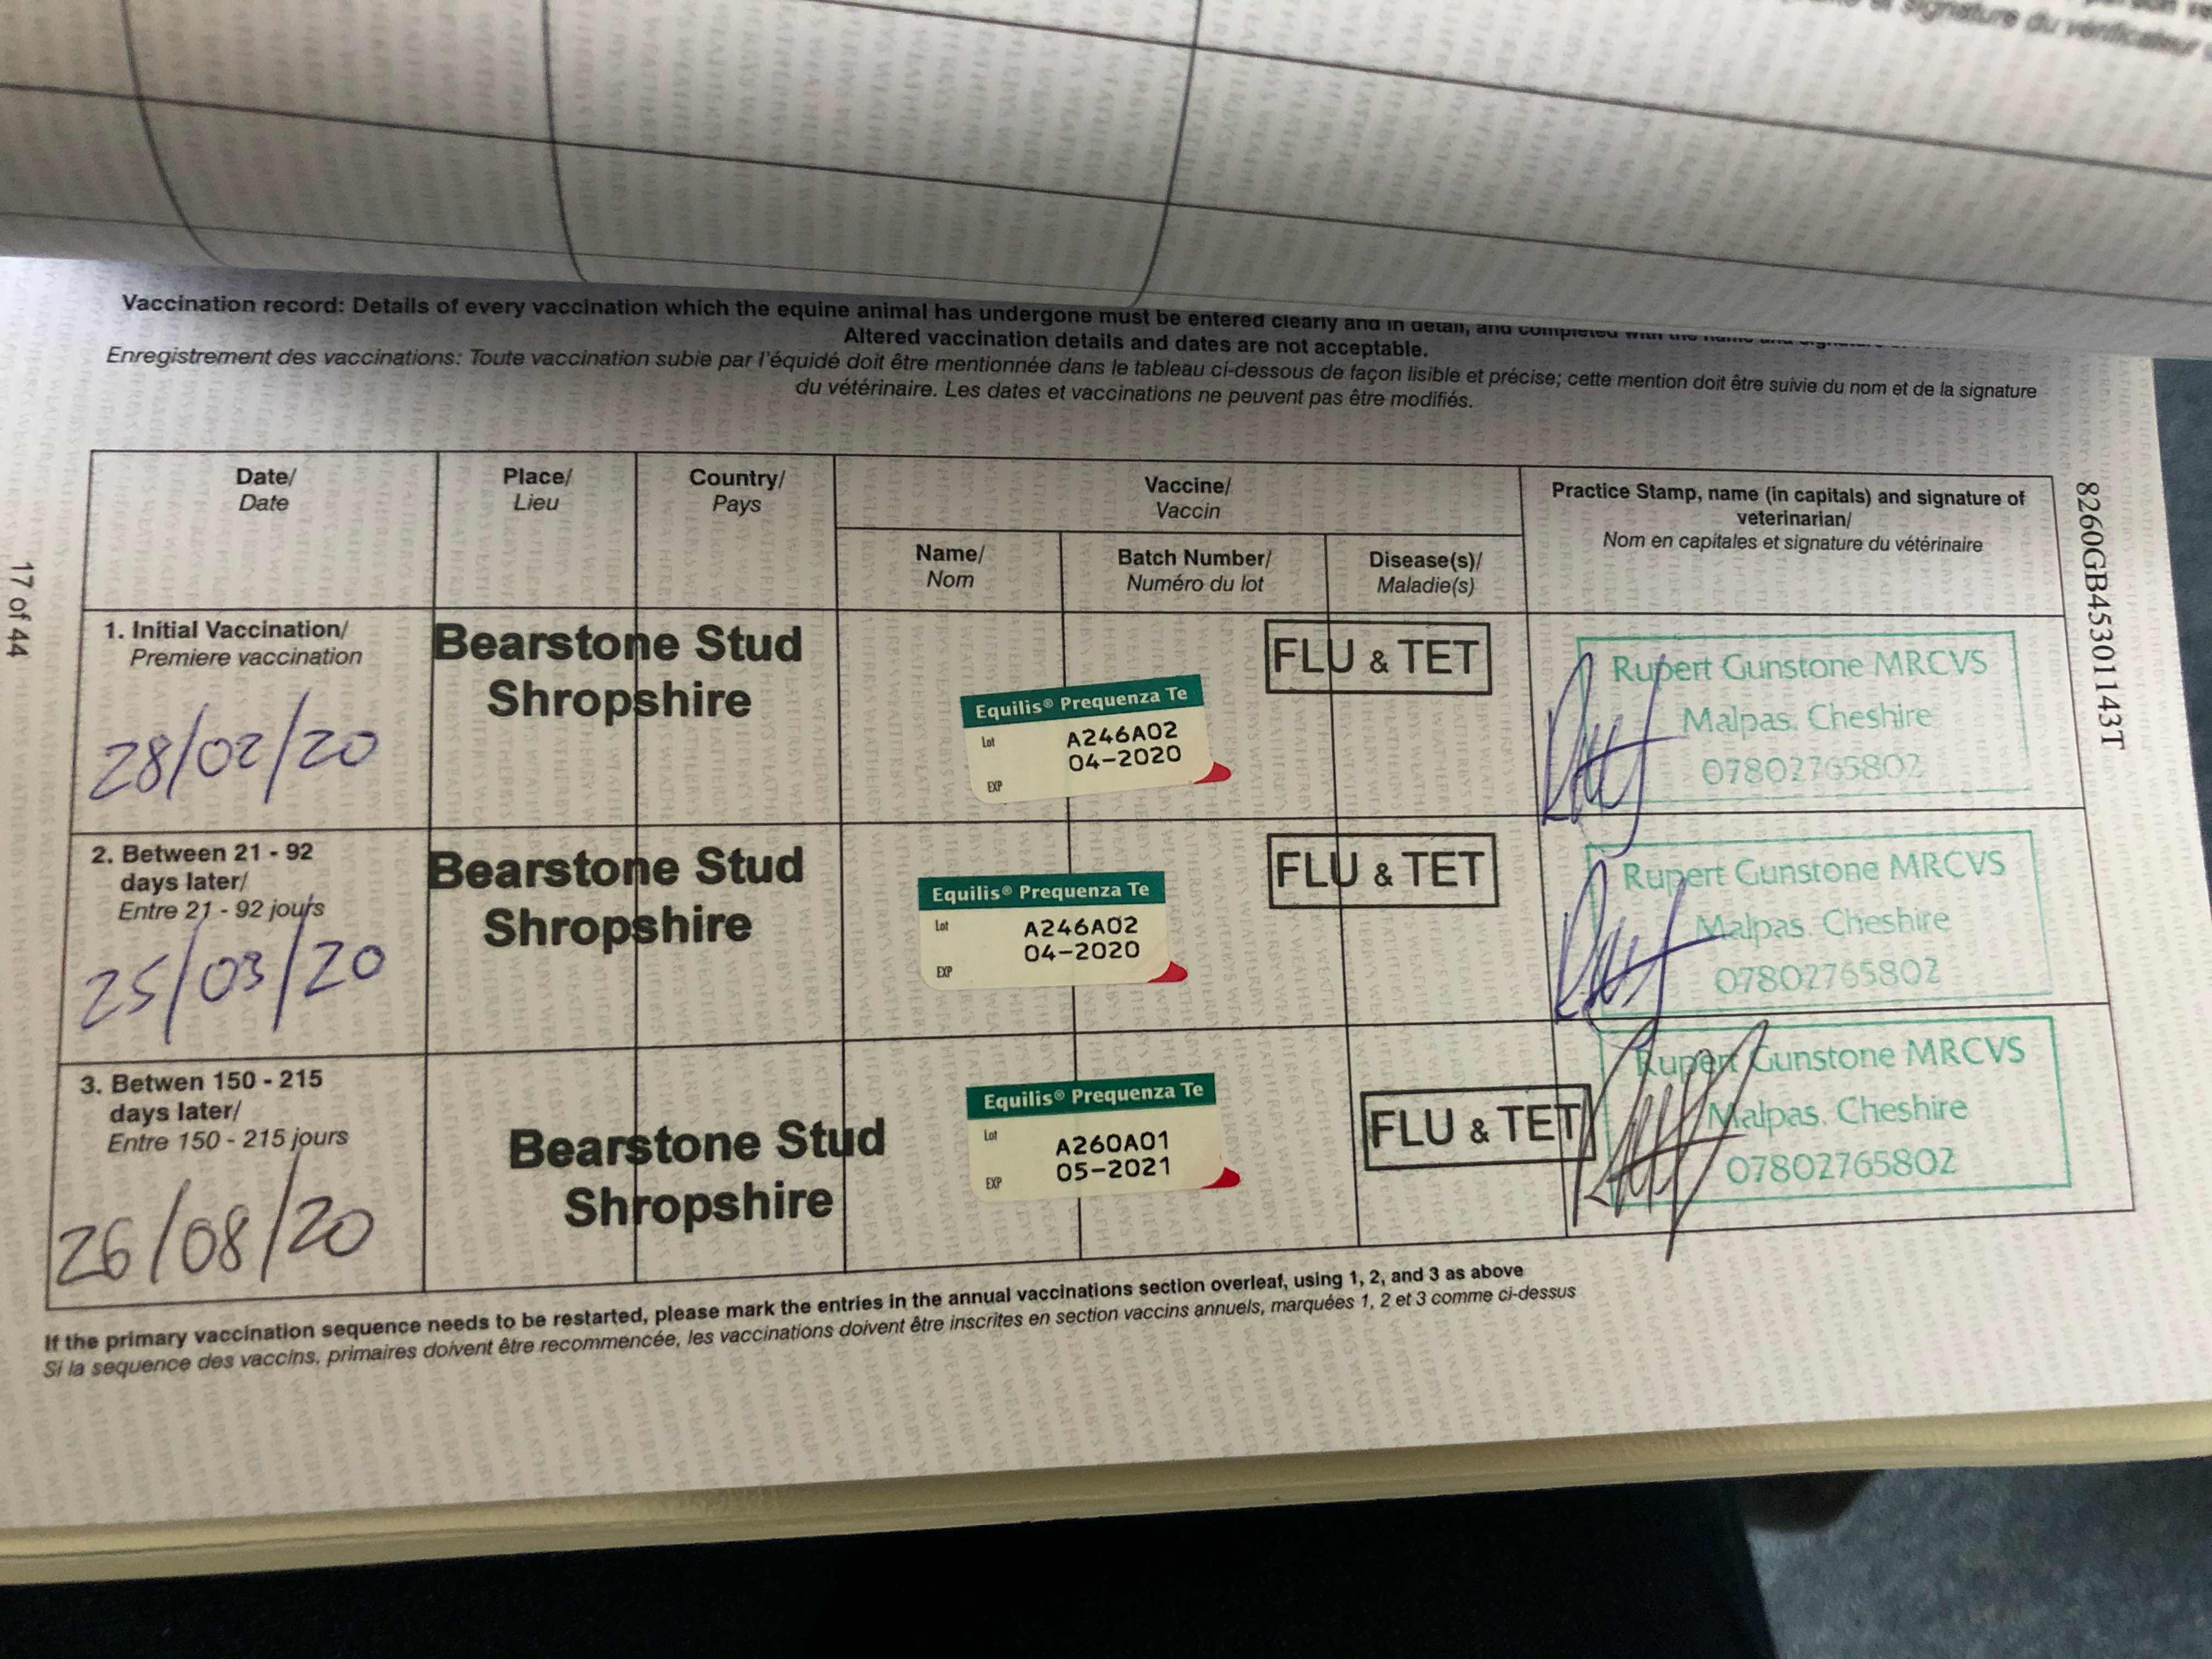 et signature du vérificateur
Vaccination record: Details of every vaccination which the equine animal has undergone must be entered clearly and in detail, and completed with the name and
Altered vaccination details and dates are not acceptable.
Enregistrement des vaccinations: Toute vaccination subie par l'équidé doit être mentionnée dans le tableau ci-dessous de façon lisible et précise; cette mention doit être suivie du nom et de la signature
du vétérinaire. Les dates et vaccinations ne peuvent pas être modifiés.
Date/
Date
Place/
Lieu
Country/
Pays
Vaccine/
Vaccin
Practice Stamp, name (in capitals) and signature of
veterinarian/
Nom en capitales et signature du vétérinaire
Name/
Nom
Batch Number/
Numéro du lot
Disease(s)/
Maladie(s)
1. Initial Vaccination/
Premiere vaccination
28/02/20
Bearstone Stud
Shropshire
Equilis® Prequenza Te
Lot A246A02
04-2020
EXP
FLU & TET
Rupert Gunstone MRCVS
Malpas. Cheshire
07802765802
2. Between 21 - 92
days later/
Entre 21 - 92 jours
25/03/20
Bearstone Stud
Shropshire
Equilis® Prequenza Te
Lot A246A02
04-2020
EXP
FLU & TET
Rupert Gunstone MRCVS
Malpas. Cheshire
07802765802
3. Betwen 150 - 215
days later/
Entre 150 - 215 jours
26/08/20
Bearstone Stud
Shropshire
Equilis® Prequenza Te
Lot A260A01
05-2021
EXP
FLU & TET
Rupert Gunstone MRCVS
Malpas. Cheshire
07802765802
If the primary vaccination sequence needs to be restarted, please mark the entries in the annual vaccinations section overleaf, using 1, 2, and 3 as above
Si la sequence des vaccins, primaires doivent être recommencée, les vaccinations doivent être inscrites en section vaccins annuels, marquées 1, 2 et 3 comme ci-dessus
17 of 44
8260GB45301143T